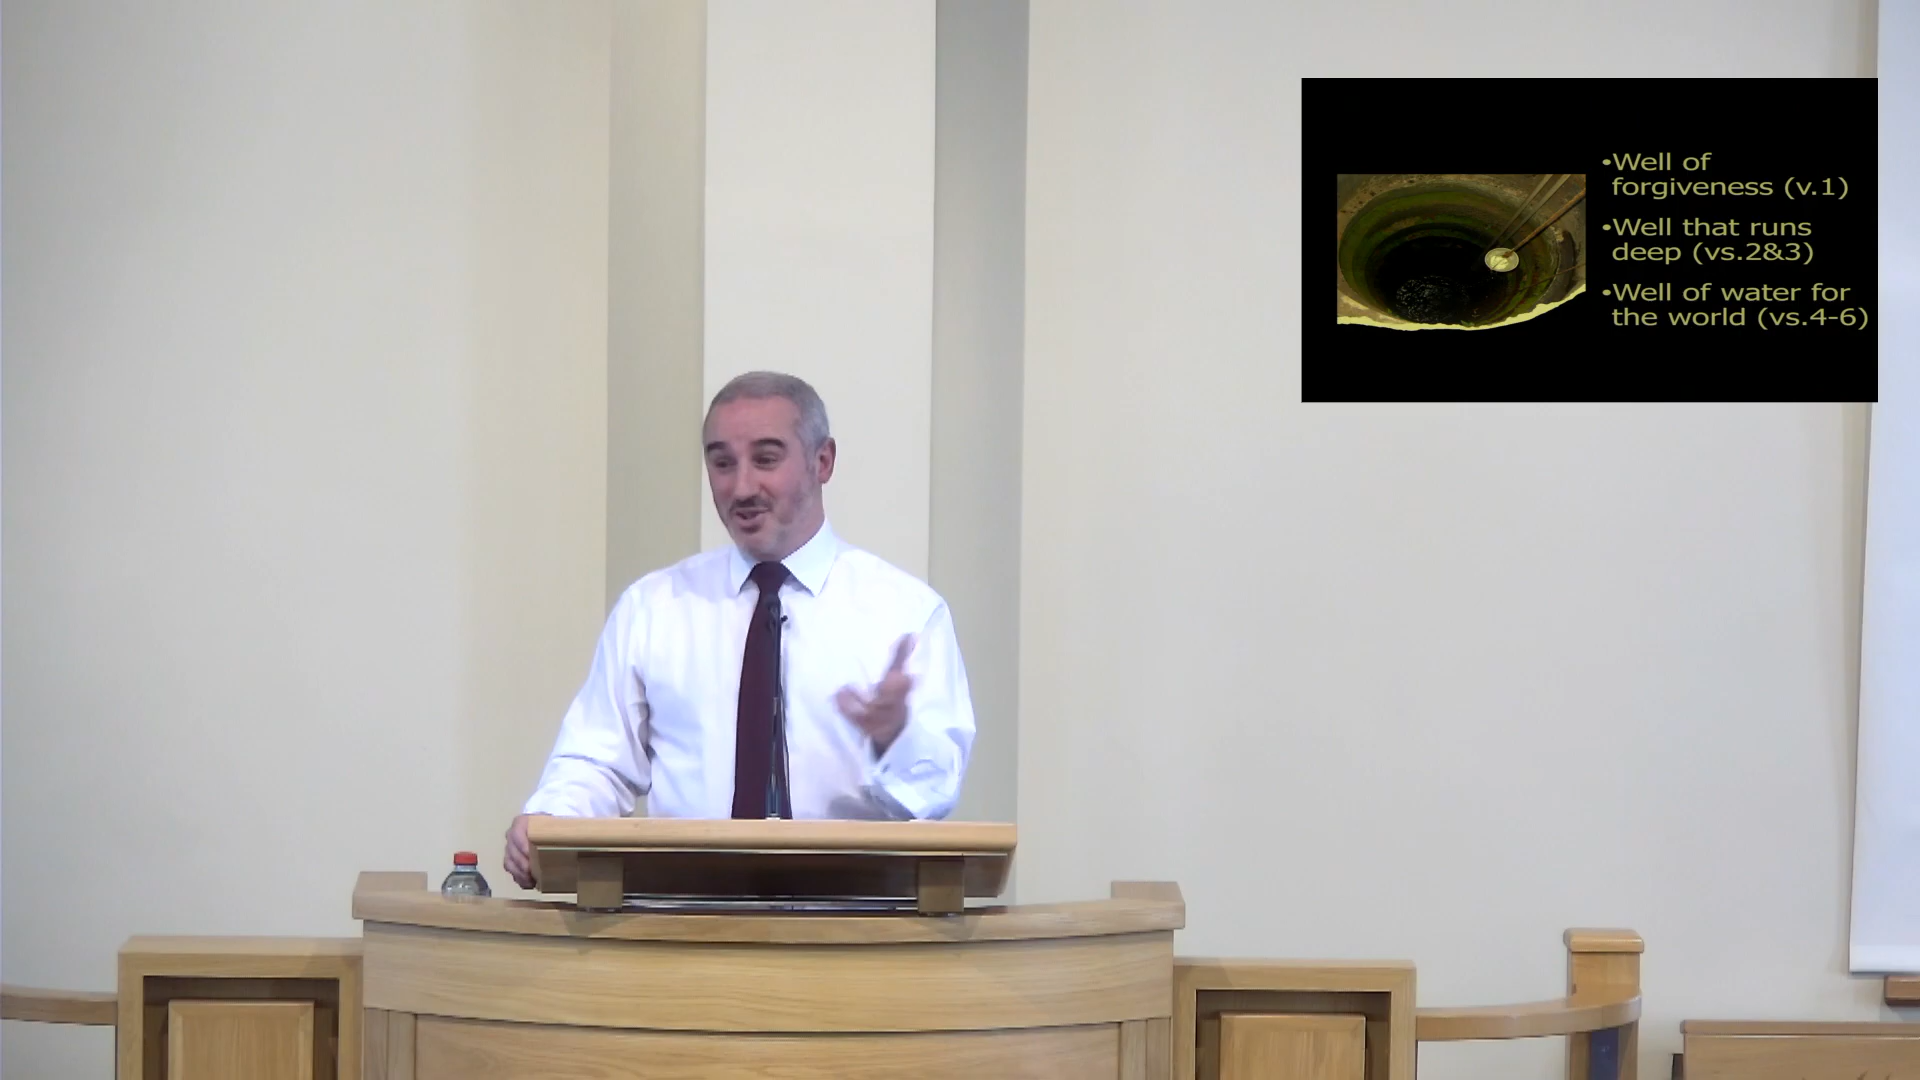 •Well of
forgiveness (v.1)
•Well that runs
deep (vs.2&3)
•Well of water for
the world (vs.4-6)